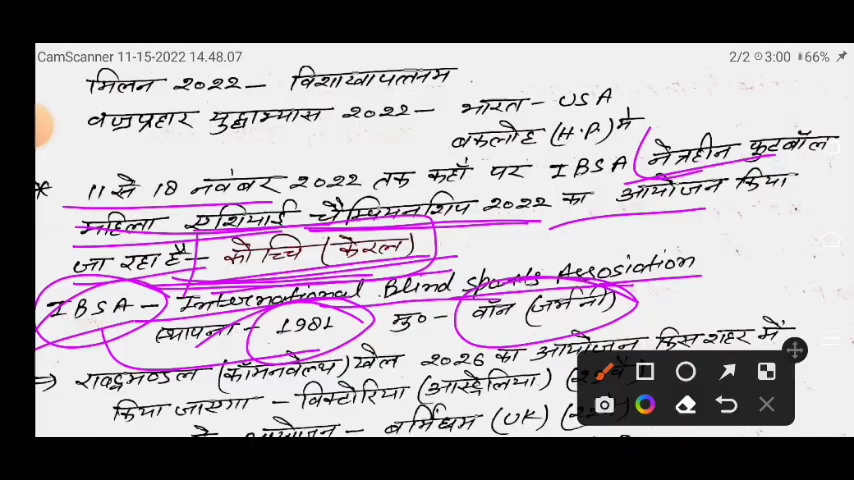 CamScanner 11-15-2022 14.48.07 2/2 3:00 66%
मिलन 2022 - विशाखापत्तनम
वज्रप्रहार युद्धाभ्यास 2022 - भारत - USA
बकलोह (H.P.) में
* 11 से 18 नवंबर 2022 तक कहाँ पर IBSA नेत्रहीन फुटबॉल
महिला एशियाई चैम्पियनशिप 2022 का आयोजन किया
जा रहा है - कोच्चि (केरल)
IBSA - International Blind Sports Assosiation
स्थापना - 1981 मु०- बॉन (जर्मनी)
⇒ राष्ट्रमण्डल (कॉमनवेल्थ) खेल 2026 का आयोजन किस शहर में
किया जाएगा - विक्टोरिया (आस्ट्रेलिया)
आयोजन - बर्मिंघम (UK)